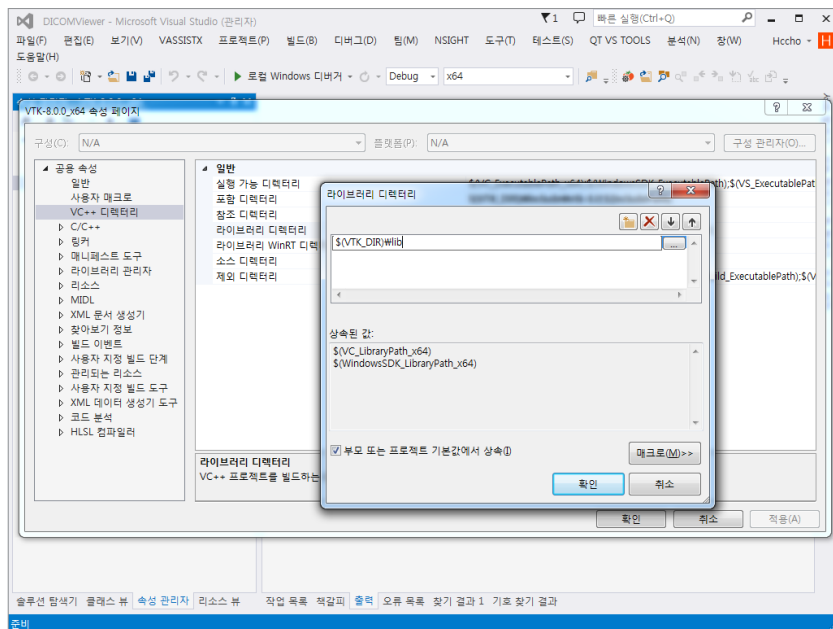 DICOMViewer - Microsoft Visual Studio (관리자)
1
빠른 실행(Ctrl+Q)
파일(F) 편집(E) 보기(V) VASSISTX 프로젝트(P) 빌드(B) 디버그(D) 팀(M) NSIGHT 도구(T) 테스트(S) QT VS TOOLS 분석(N) 창(W) Hccho H
도움말(H)
로컬 Windows 디버거 Debug x64
VTK-8.0.0_x64 속성 페이지
구성(C): N/A 플랫폼(P): N/A 구성 관리자(O)...
공용 속성
일반
사용자 매크로
VC++ 디렉터리
C/C++
링커
매니페스트 도구
라이브러리 관리자
리소스
MIDL
XML 문서 생성기
찾아보기 정보
빌드 이벤트
사용자 지정 빌드 단계
관리되는 리소스
사용자 지정 빌드 도구
XML 데이터 생성기 도구
코드 분석
HLSL 컴파일러
일반
실행 가능 디렉터리
포함 디렉터리
참조 디렉터리
라이브러리 디렉터리
라이브러리 WinRT 디렉
소스 디렉터리
제외 디렉터리
th);$(VS_ExecutablePat
ild_ExecutablePath);$(V
라이브러리 디렉터리
$(VTK_DIR)₩lib
...
상속된 값:
$(VC_LibraryPath_x64)
$(WindowsSDK_LibraryPath_x64)
부모 또는 프로젝트 기본값에서 상속(I)
매크로(M)>>
확인 취소
라이브러리 디렉터리
VC++ 프로젝트를 빌드하는
확인 취소 적용(A)
솔루션 탐색기 클래스 뷰 속성 관리자 리소스 뷰 작업 목록 책갈피 출력 오류 목록 찾기 결과 1 기호 찾기 결과
준비